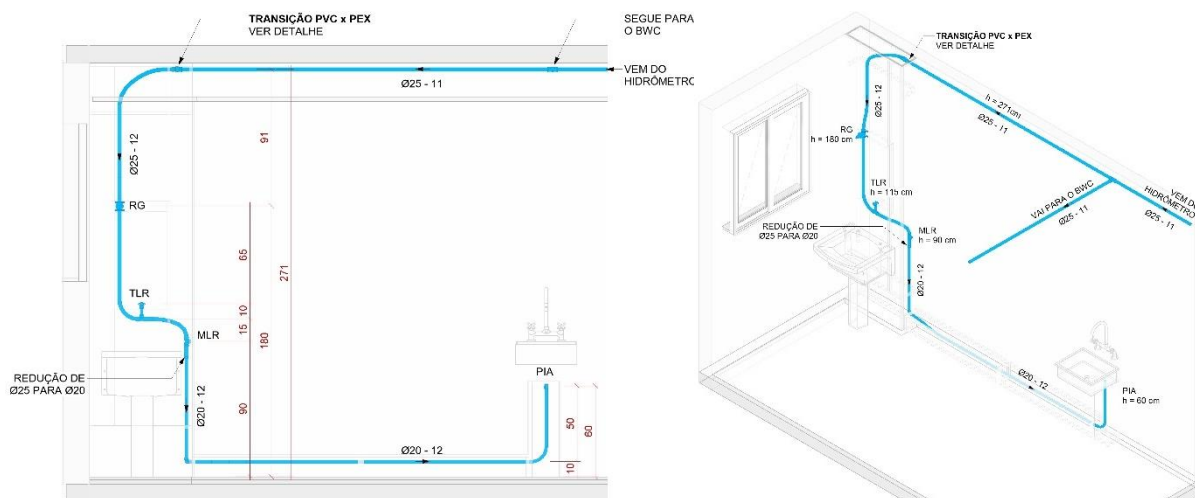 TRANSIÇÃO PVC x PEX
VER DETALHE
SEGUE PARA
O BWC
VEM DO
HIDRÔMETRO
Ø25 - 11
Ø25 - 12
91
RG
65
271
TLR
10
15
180
MLR
REDUÇÃO DE
Ø25 PARA Ø20
90
Ø20 - 12
PIA
50
60
10
Ø20 - 12
TRANSIÇÃO PVC x PEX
VER DETALHE
Ø25 - 12
h = 271cm
Ø25 - 11
RG
h = 180 cm
TLR
h = 115 cm
VAI PARA O BWC
Ø25 - 11
VEM DO
HIDRÔMETRO
Ø25 - 11
REDUÇÃO DE
Ø25 PARA Ø20
MLR
h = 90 cm
Ø20 - 12
Ø20 - 12
PIA
h = 60 cm